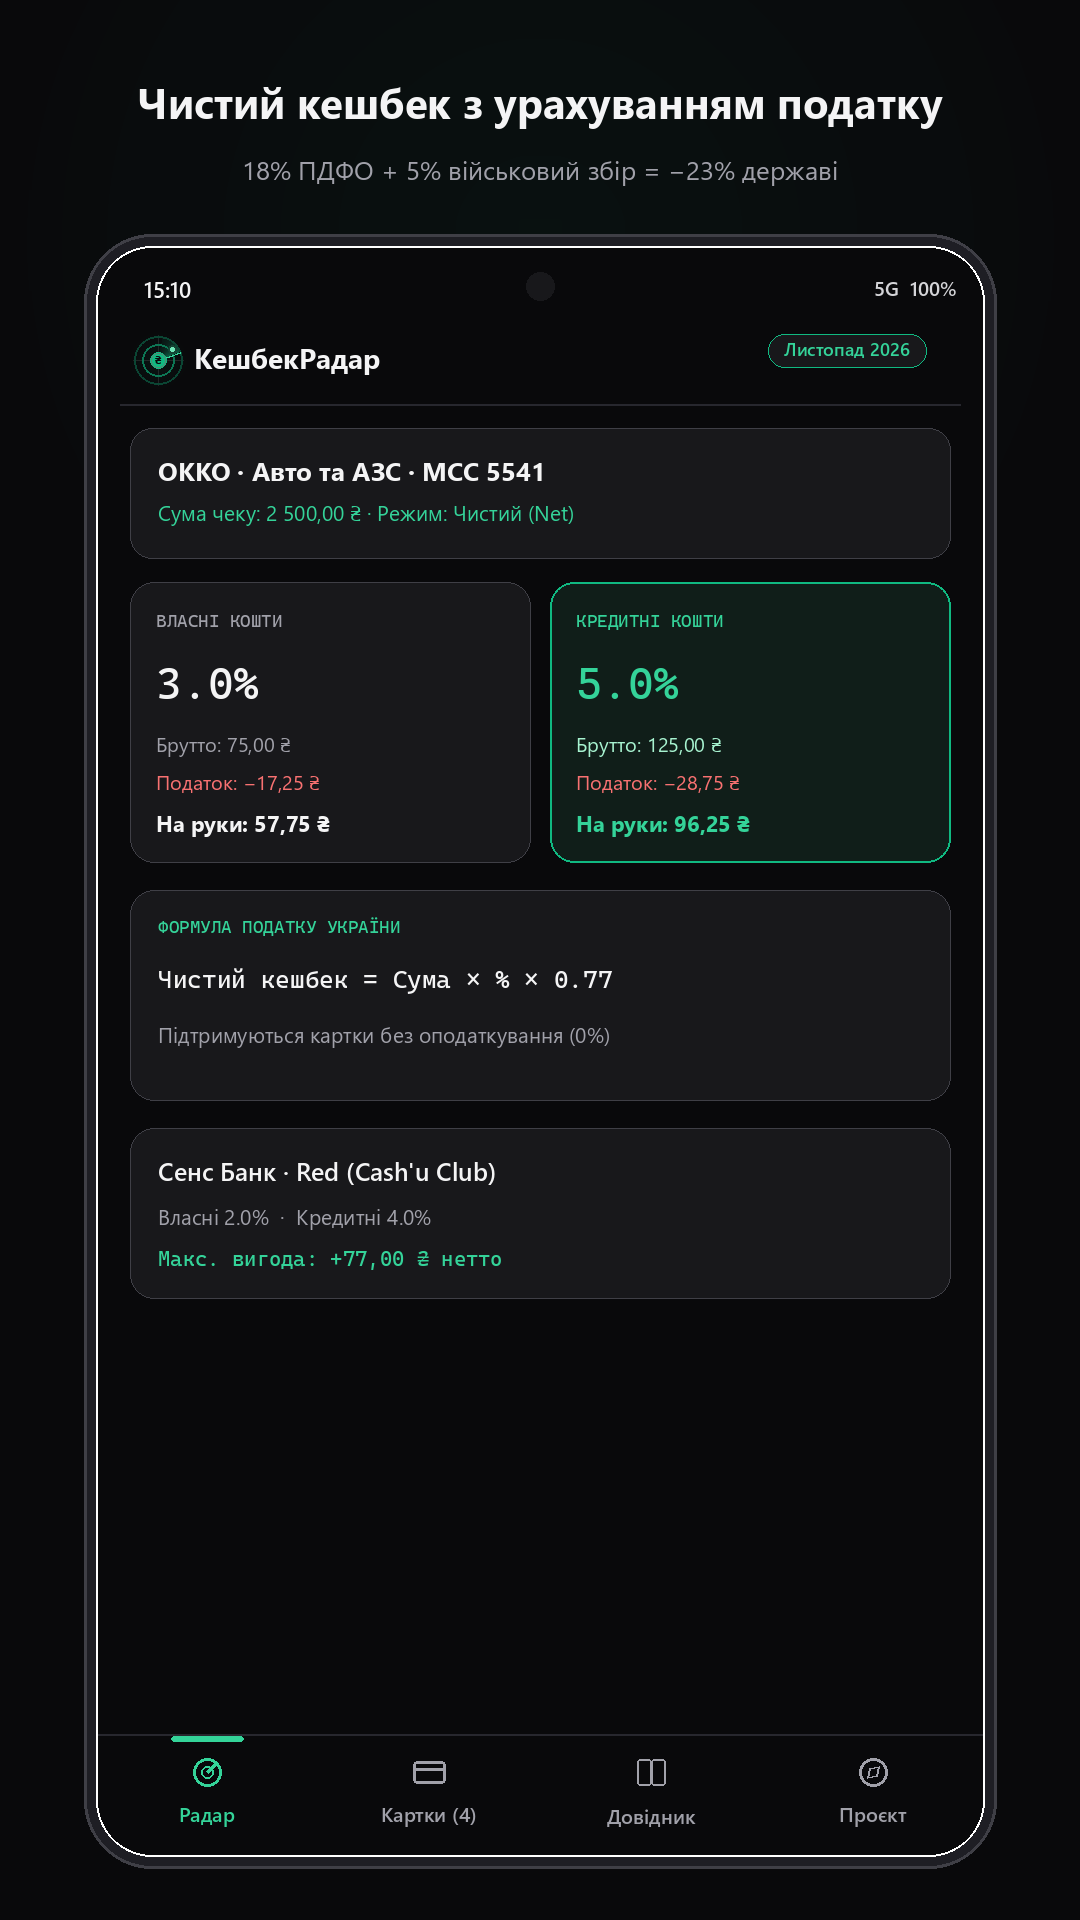 Чистий кешбек з урахуванням податку
18% ПДФО + 5% військовий збір = −23% державі
15:10
5G 100%
КешбекРадар
Листопад 2026
ОККО · Авто та АЗС · MCC 5541
Сума чеку: 2 500,00 ₴ · Режим: Чистий (Net)
ВЛАСНІ КОШТИ
3.0%
Брутто: 75,00 ₴
Податок: −17,25 ₴
На руки: 57,75 ₴
КРЕДИТНІ КОШТИ
5.0%
Брутто: 125,00 ₴
Податок: −28,75 ₴
На руки: 96,25 ₴
ФОРМУЛА ПОДАТКУ УКРАЇНИ
Чистий кешбек = Сума × % × 0.77
Підтримуються картки без оподаткування (0%)
Сенс Банк · Red (Cash'u Club)
Власні 2.0% · Кредитні 4.0%
Макс. вигода: +77,00 ₴ нетто
Радар
Картки (4)
Довідник
Проєкт